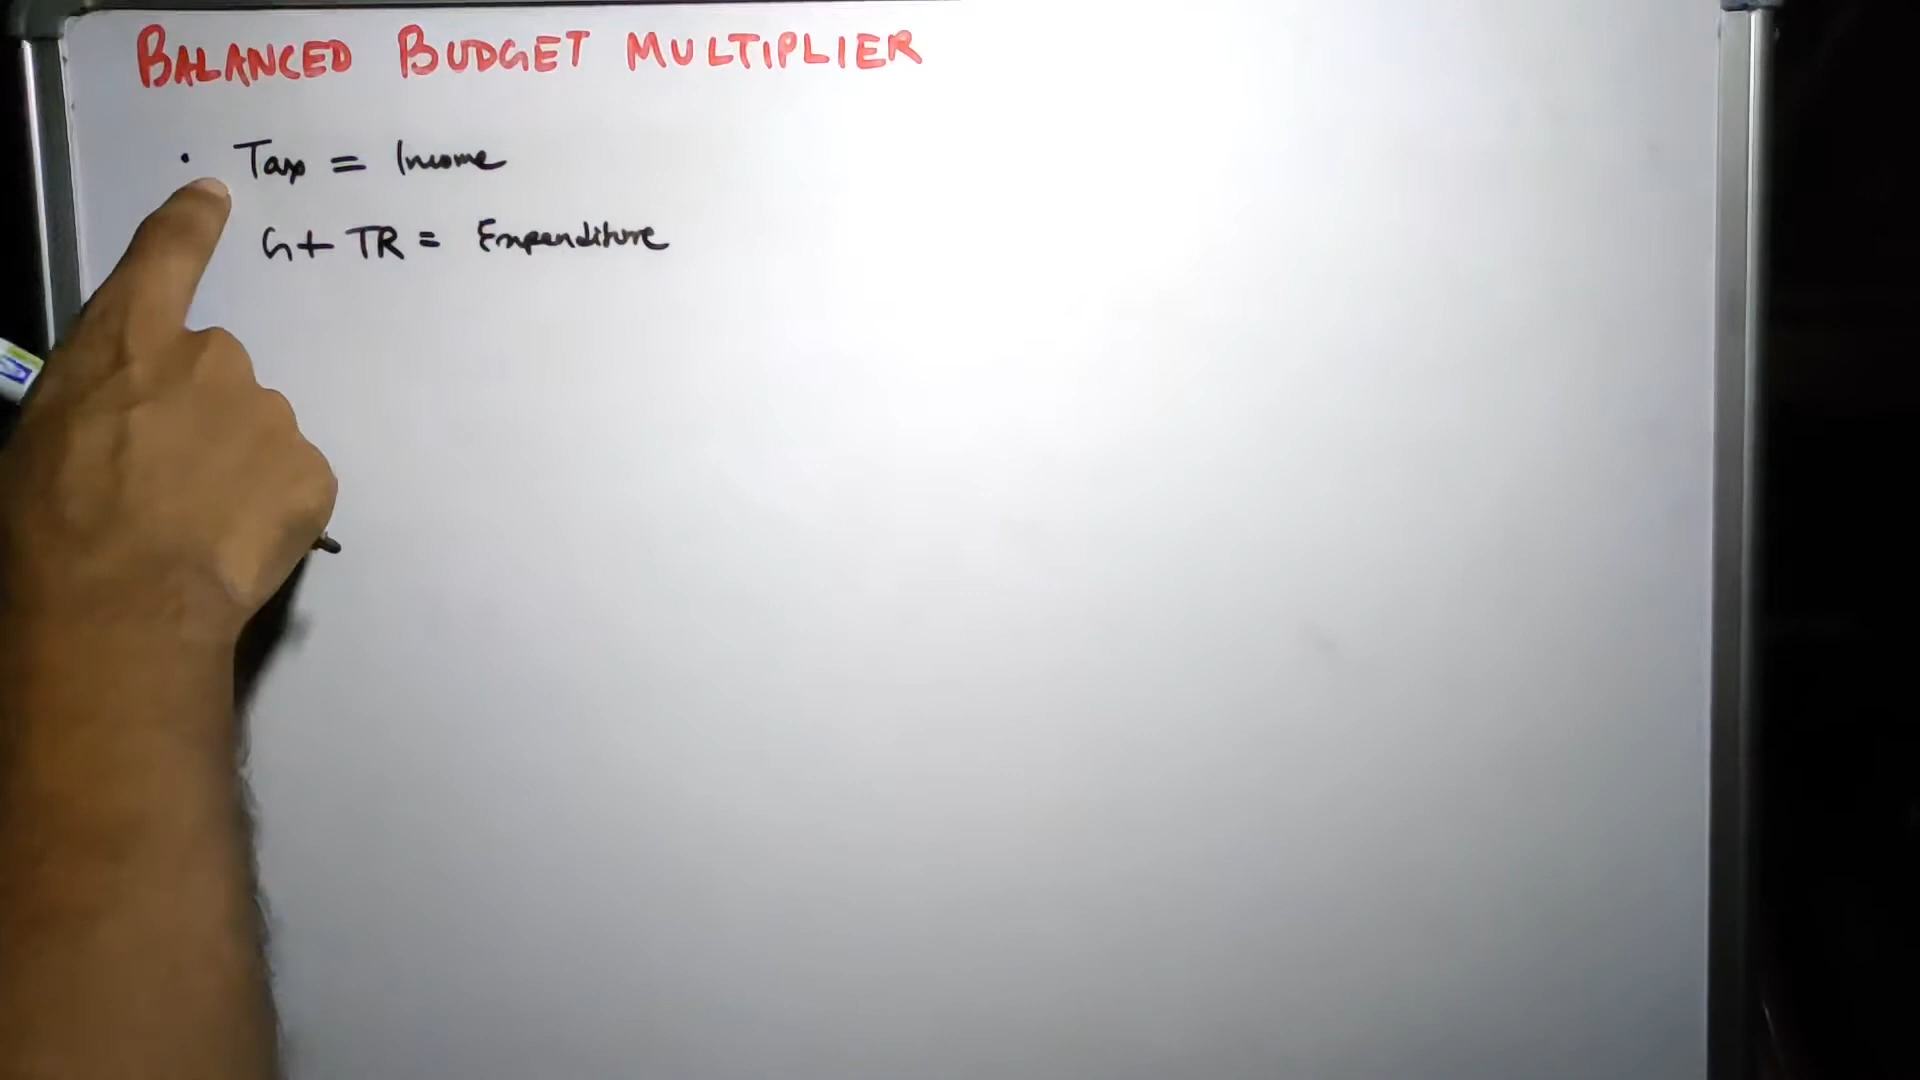 BALANCED BUDGET MULTIPLIER
• Tax = Income
G + TR = Expenditure